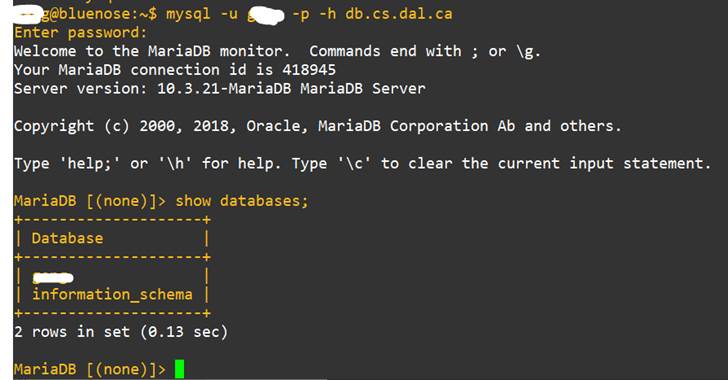 g@bluenose:~$ mysql -u -p -h db.cs.dal.ca
Enter password:
Welcome to the MariaDB monitor.  Commands end with ; or \g.
Your MariaDB connection id is 418945
Server version: 10.3.21-MariaDB MariaDB Server
Copyright (c) 2000, 2018, Oracle, MariaDB Corporation Ab and others.
Type 'help;' or '\h' for help. Type '\c' to clear the current input statement.
MariaDB [(none)]> show databases;
+--------------------+
| Database           |
+--------------------+
|                    |
| information_schema |
+--------------------+
2 rows in set (0.13 sec)
MariaDB [(none)]>